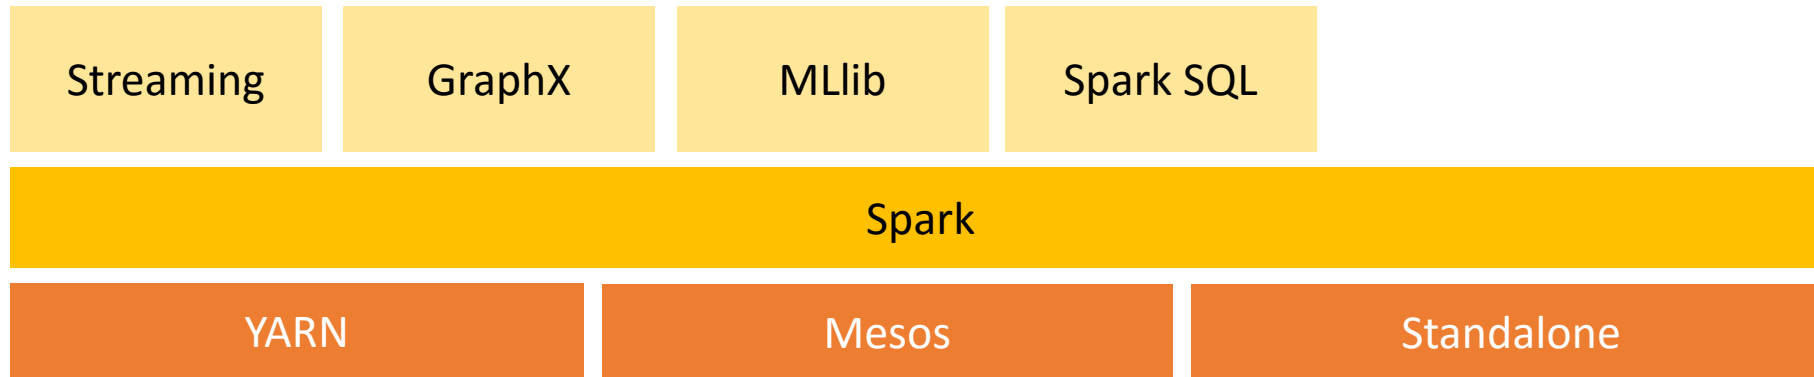 Streaming
GraphX
MLlib
Spark SQL
Spark
YARN
Mesos
Standalone